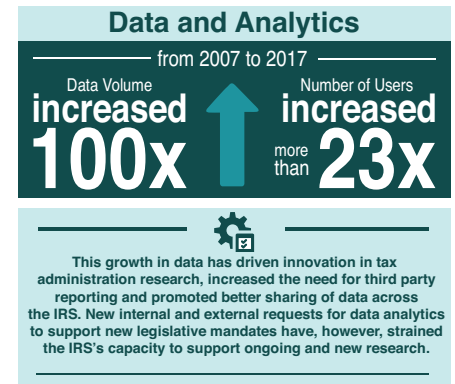 Data and Analytics
from 2007 to 2017
Data Volume
increased
100x
Number of Users
increased
more
than
23x
This growth in data has driven innovation in tax
administration research, increased the need for third party
reporting and promoted better sharing of data across
the IRS. New internal and external requests for data analytics
to support new legislative mandates have, however, strained
the IRS's capacity to support ongoing and new research.